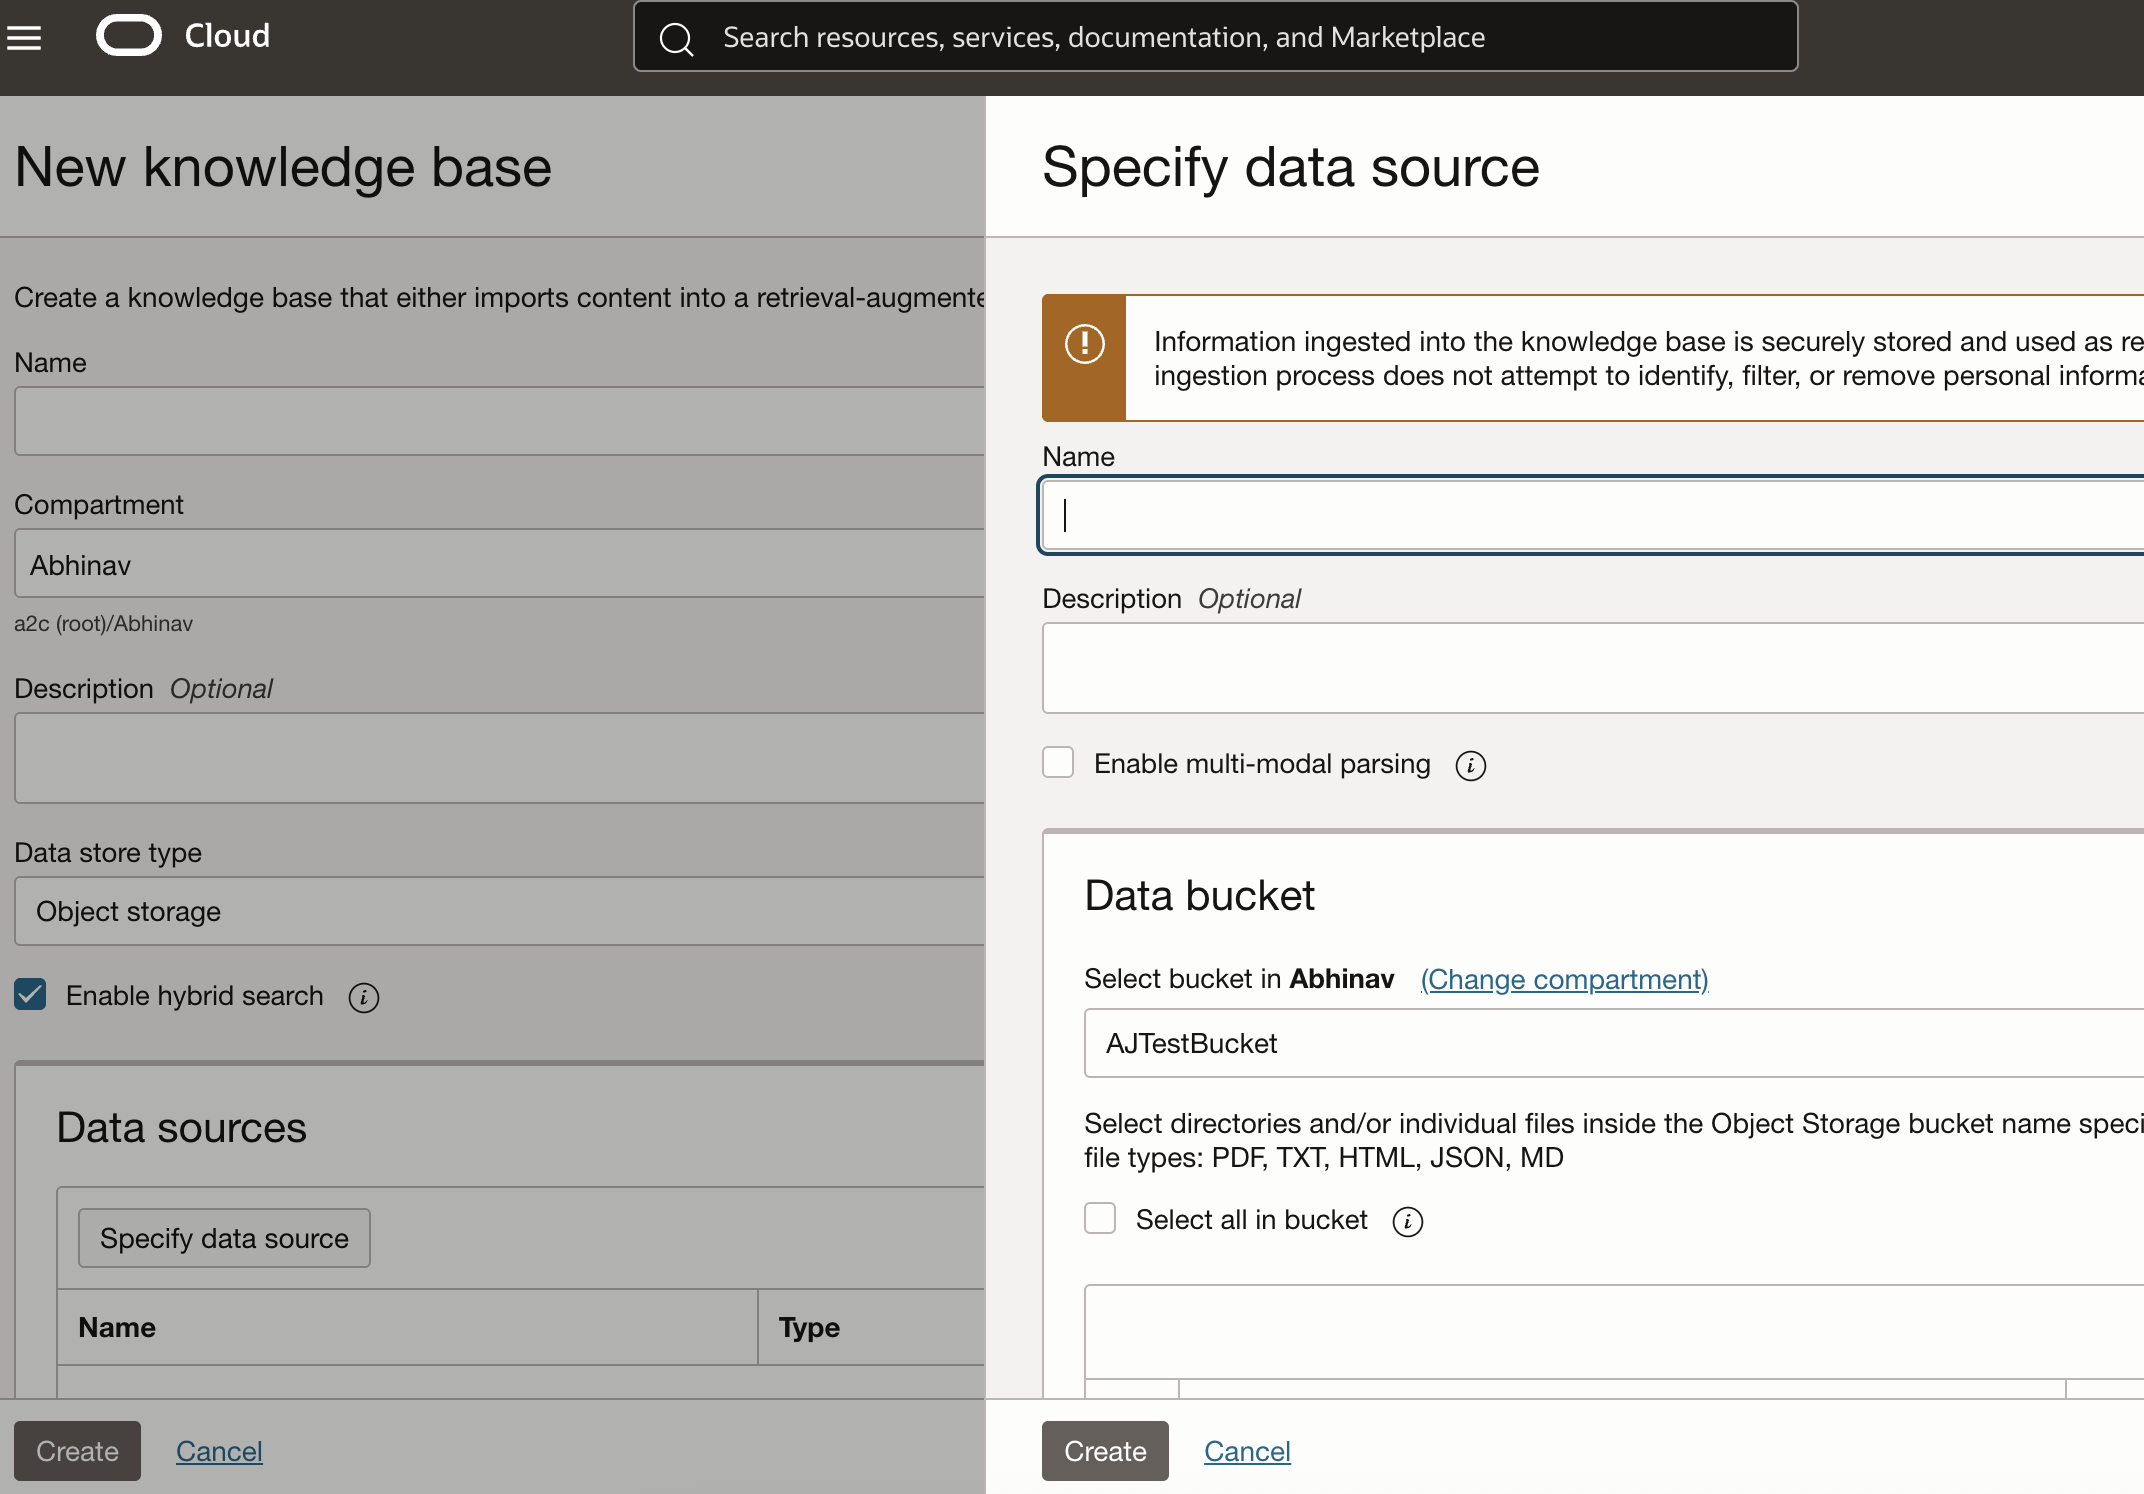 Cloud
Search resources, services, documentation, and Marketplace
New knowledge base
Create a knowledge base that either imports content into a
Name
Compartment
Abhinav
a2c (root)/Abhinav
Description Optional
Data store type
Object storage
Enable hybrid search
Data sources
Specify data source
Name
Type
Create
Cancel
Specify data source
Information ingested into the knowledge base is securely stored and used as
ingestion process does not attempt to identify, filter, or remove personal
Name
Description Optional
Enable multi-modal parsing
Data bucket
Select bucket in Abhinav (Change compartment)
AJTestBucket
Select directories and/or individual files inside the Object Storage bucket name
file types: PDF, TXT, HTML, JSON, MD
Select all in bucket
Create
Cancel